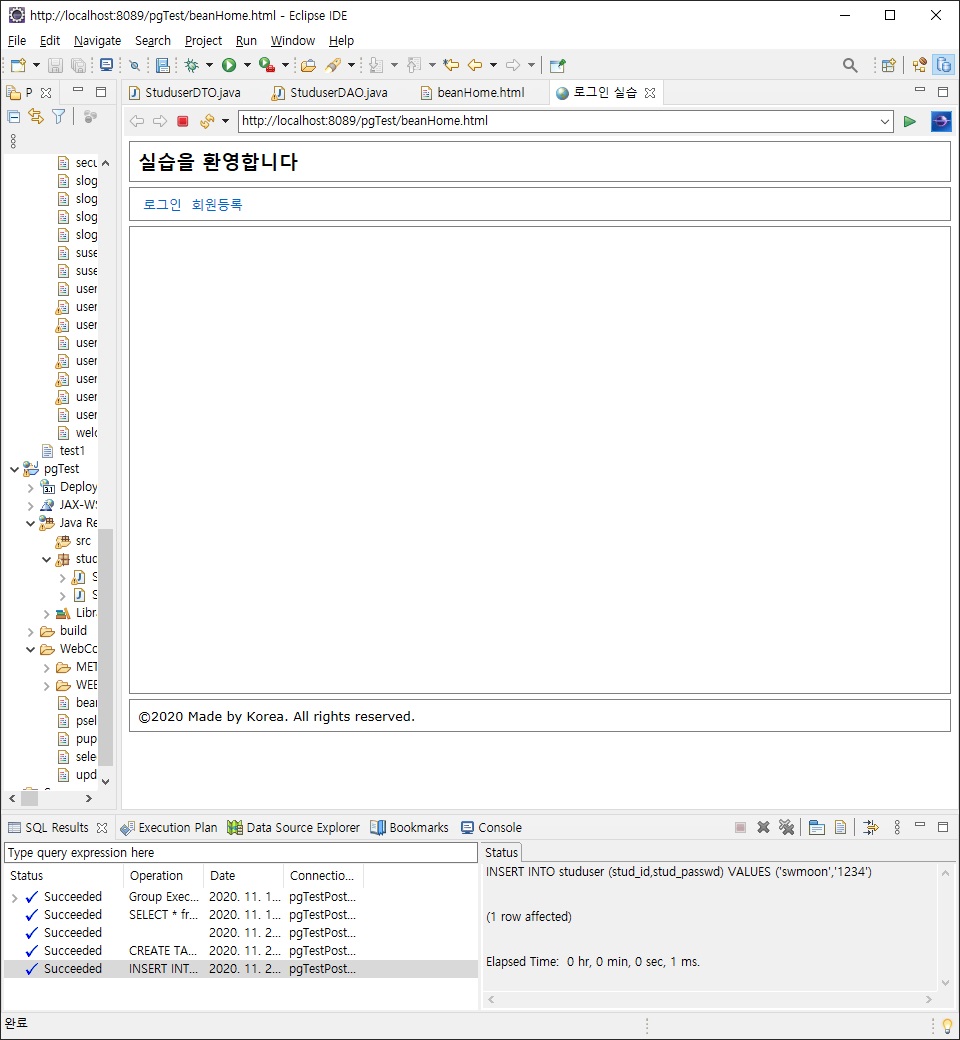 http://localhost:8089/pgTest/beanHome.html - Eclipse IDE
File Edit Navigate Search Project Run Window Help
P
StuduserDTO.java StuduserDAO.java beanHome.html 로그인 실습
http://localhost:8089/pgTest/beanHome.html
실습을 환영합니다
로그인 회원등록
secu
slog
slog
slog
slog
suse
suse
user
user
user
user
user
user
user
user
welc
test1
pgTest
Deploy
JAX-WS
Java Re
src
stud
S
S
Libr
build
WebCo
MET
WEB
bean
psel
pup
sele
upd
©2020 Made by Korea. All rights reserved.
SQL Results Execution Plan Data Source Explorer Bookmarks Console
Type query expression here
Status Operation Date Connectio...
Succeeded Group Exec... 2020. 11. 1... pgTestPost...
Succeeded SELECT * fr... 2020. 11. 1... pgTestPost...
Succeeded 2020. 11. 2... pgTestPost...
Succeeded CREATE TA... 2020. 11. 2... pgTestPost...
Succeeded INSERT INT... 2020. 11. 2... pgTestPost...
Status
INSERT INTO studuser (stud_id,stud_passwd) VALUES ('swmoon','1234')
(1 row affected)
Elapsed Time:  0 hr, 0 min, 0 sec, 1 ms.
완료